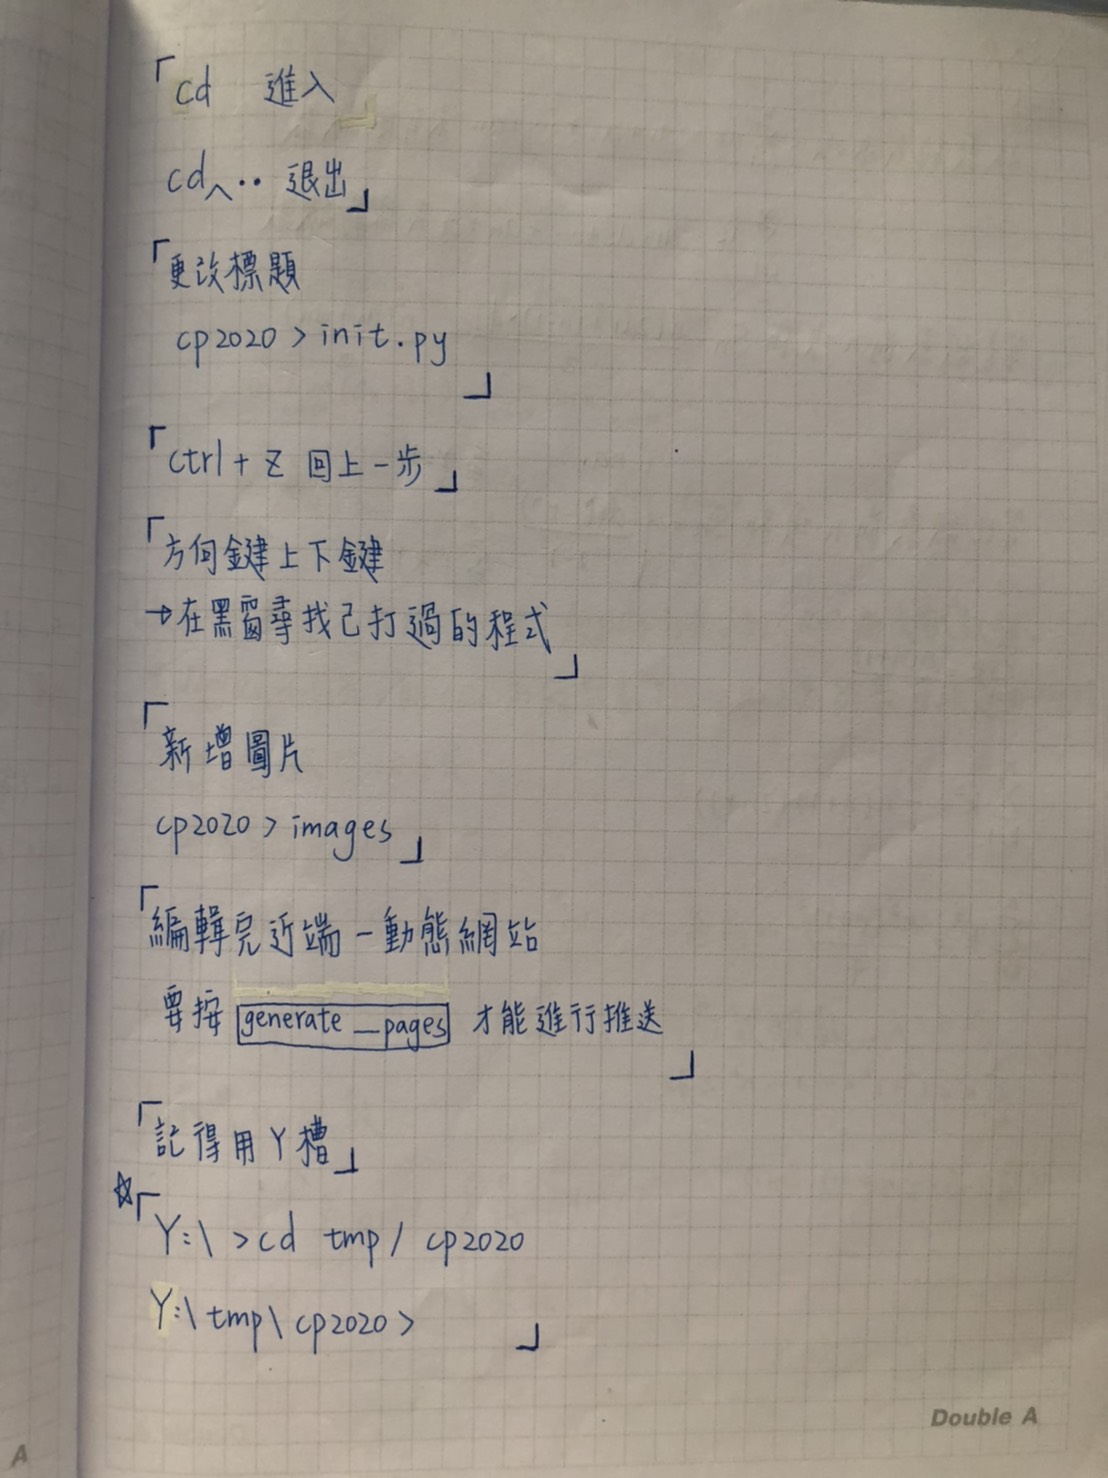 「cd 進入
cd^.. 退出」
「更改標題
cp2020 > init.py
」
「ctrl + Z 回上一步」
「方向鍵上下鍵
→在黑窗尋找己打過的程式
」
「新增圖片
cp2020 > images」
「編輯完近端-動態網站
要按 generate_pages 才能進行推送
」
「記得用Y槽」
☆「Y:\ >cd tmp/ cp2020
Y:\tmp\cp2020> 」
Double A
A